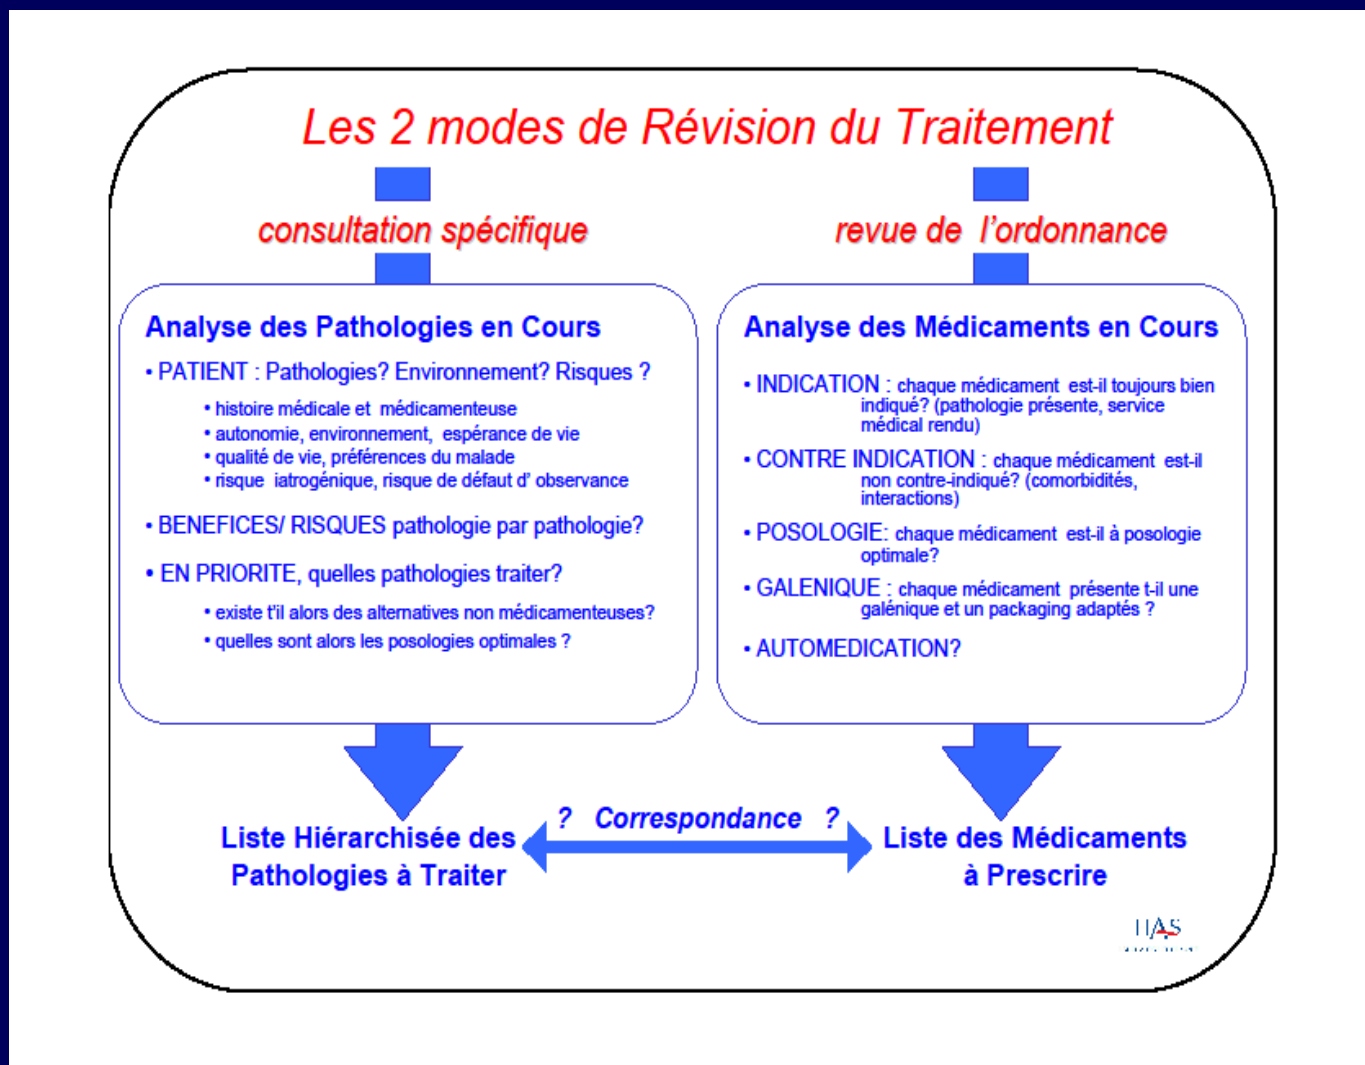 Les 2 modes de Révision du Traitement
consultation spécifique
Analyse des Pathologies en Cours
• PATIENT : Pathologies? Environnement? Risques ?
• histoire médicale et médicamenteuse
• autonomie, environnement, espérance de vie
• qualité de vie, préférences du malade
• risque iatrogénique, risque de défaut d' observance
• BENEFICES/ RISQUES pathologie par pathologie?
• EN PRIORITE, quelles pathologies traiter?
• existe t'il alors des alternatives non médicamenteuses?
• quelles sont alors les posologies optimales ?
Liste Hiérarchisée des
Pathologies à Traiter
revue de l'ordonnance
Analyse des Médicaments en Cours
• INDICATION : chaque médicament est-il toujours bien
indiqué? (pathologie présente, service
médical rendu)
• CONTRE INDICATION : chaque médicament est-il
non contre-indiqué? (comorbidités,
interactions)
• POSOLOGIE: chaque médicament est-il à posologie
optimale?
• GALENIQUE : chaque médicament présente t-il une
galénique et un packaging adaptés ?
• AUTOMEDICATION?
? Correspondance ?
Liste des Médicaments
à Prescrire
HAS